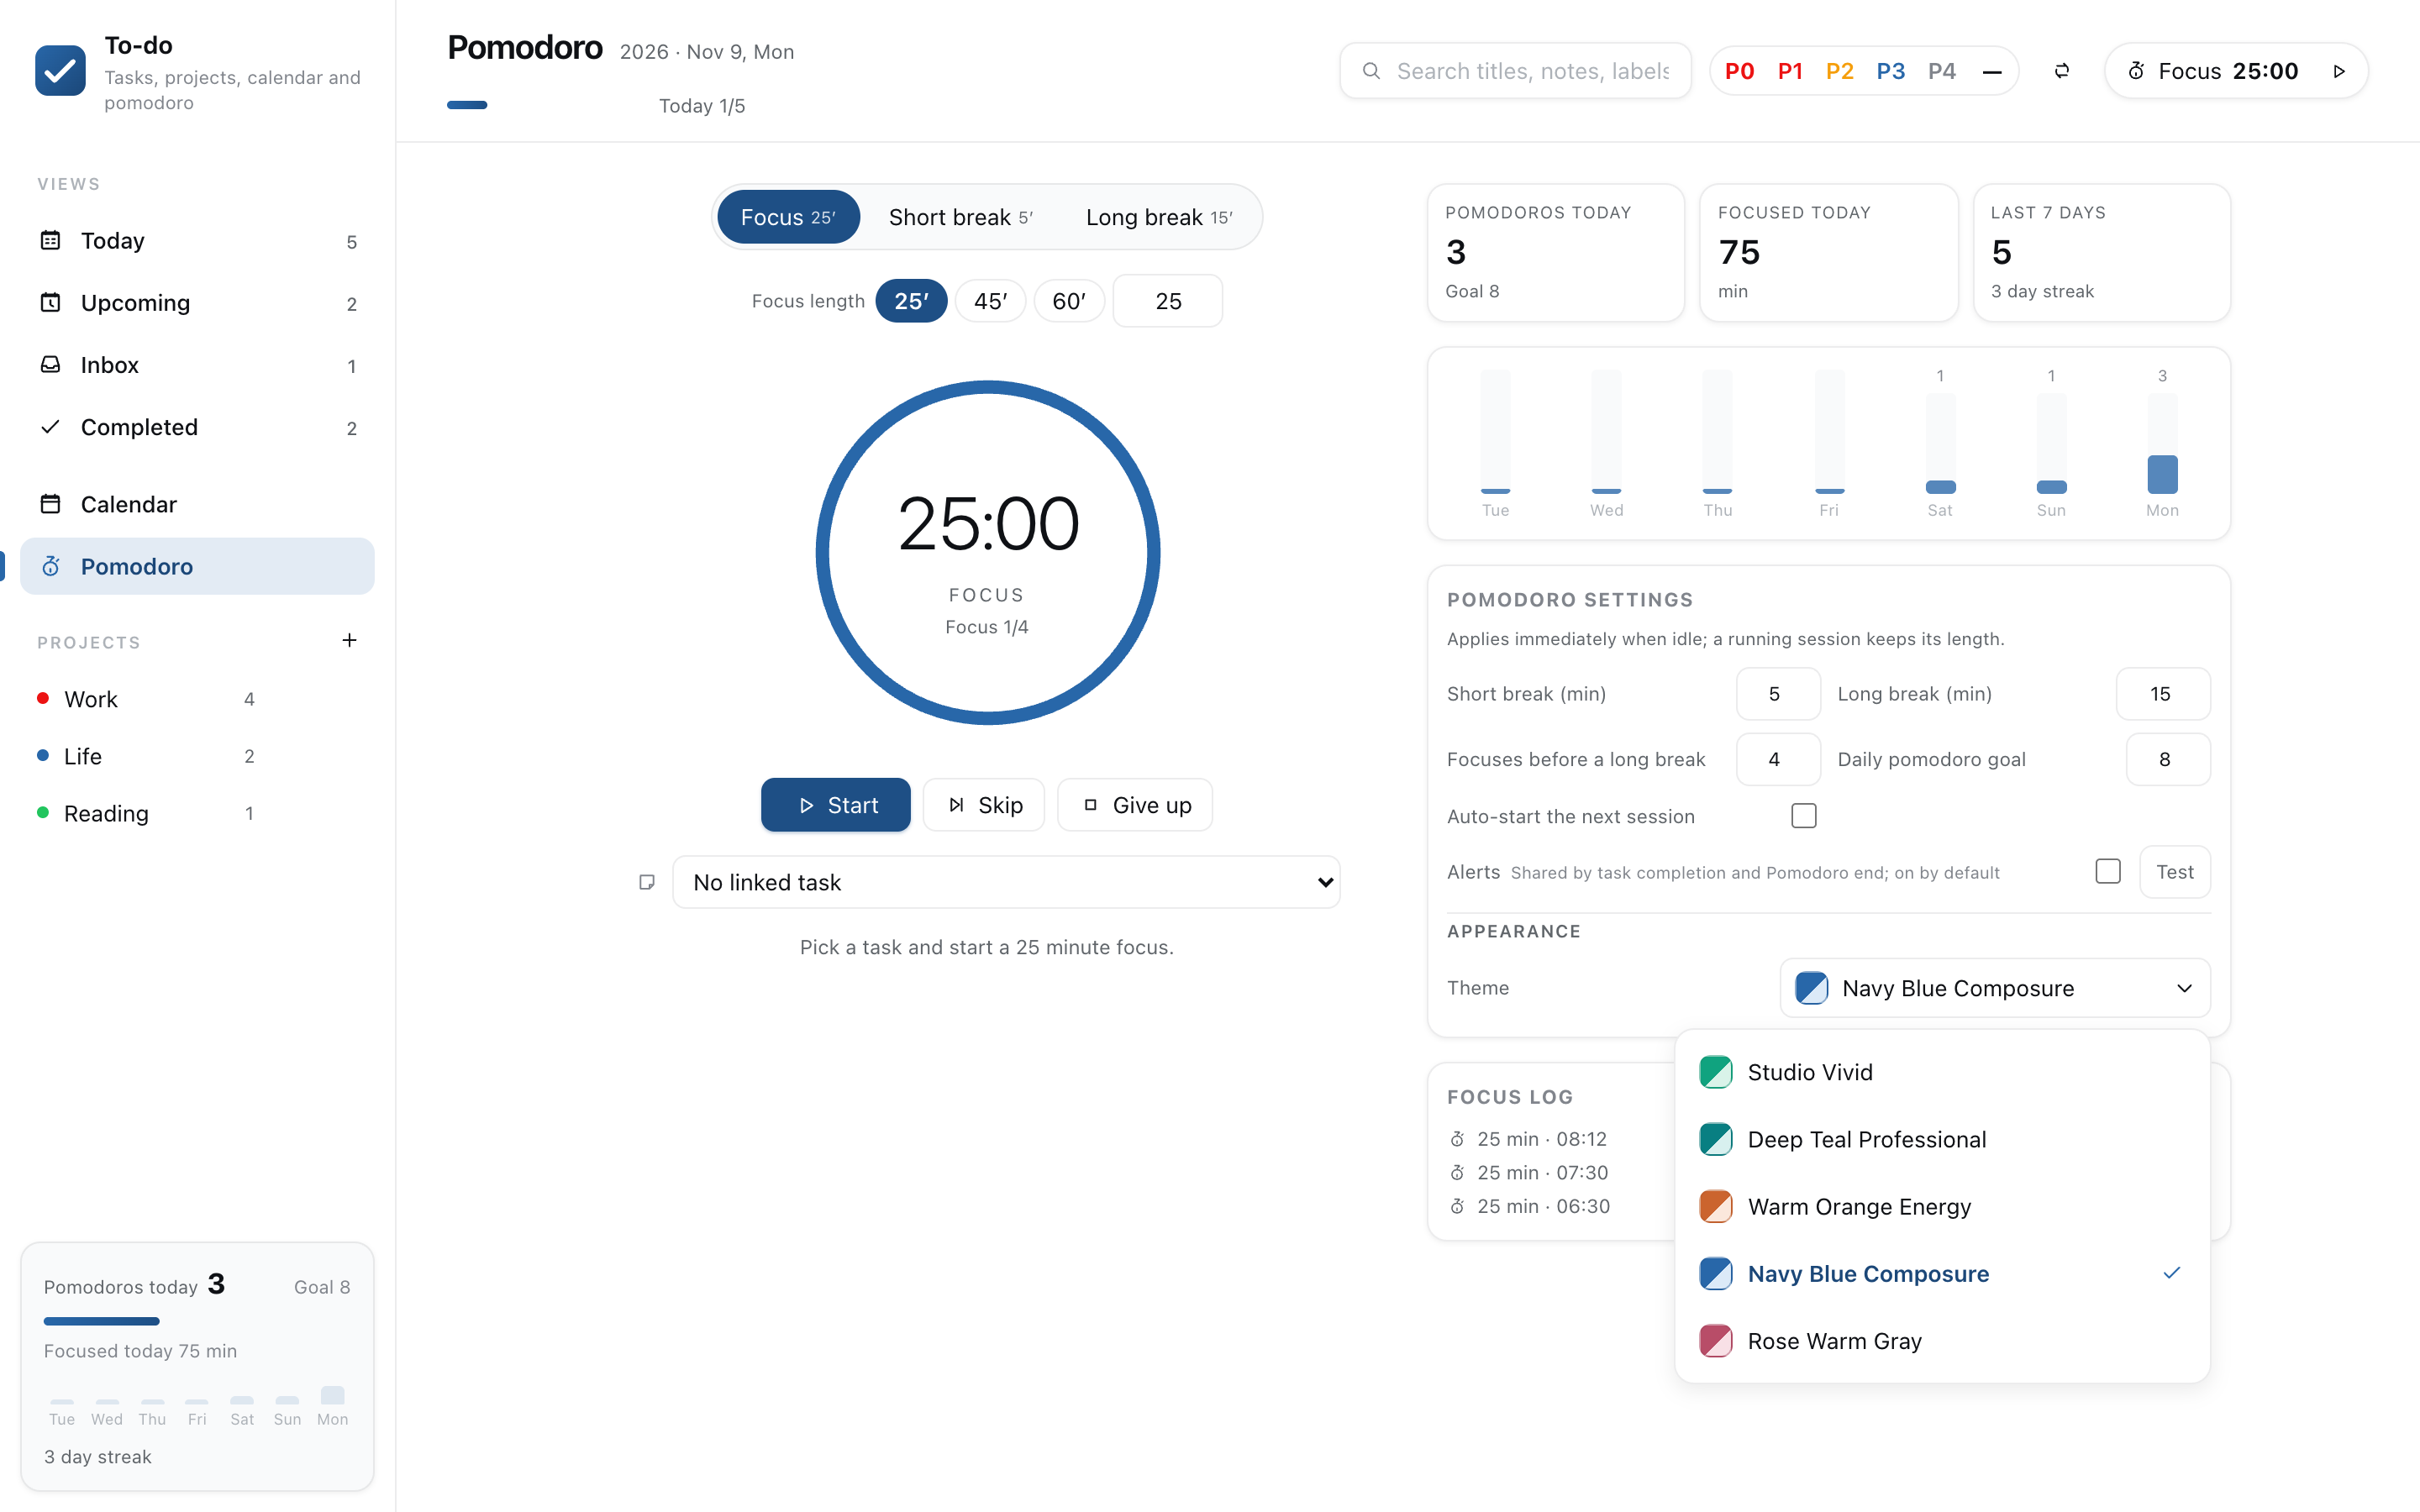 To-do
Tasks, projects, calendar and
pomodoro
VIEWS
Today 5
Upcoming 2
Inbox 1
Completed 2
Calendar
Pomodoro
PROJECTS +
Work 4
Life 2
Reading 1
Pomodoros today 3 Goal 8
Focused today 75 min
Tue Wed Thu Fri Sat Sun Mon
3 day streak
Pomodoro 2026 · Nov 9, Mon
Today 1/5
Search titles, notes, labels
P0 P1 P2 P3 P4 —
Focus 25:00
Focus 25′ Short break 5′ Long break 15′
Focus length 25′ 45′ 60′ 25
25:00
FOCUS
Focus 1/4
Start Skip Give up
No linked task
Pick a task and start a 25 minute focus.
POMODOROS TODAY
3
Goal 8
FOCUSED TODAY
75
min
LAST 7 DAYS
5
3 day streak
1 1 3
Tue Wed Thu Fri Sat Sun Mon
POMODORO SETTINGS
Applies immediately when idle; a running session keeps its length.
Short break (min) 5 Long break (min) 15
Focuses before a long break 4 Daily pomodoro goal 8
Auto-start the next session
Alerts Shared by task completion and Pomodoro end; on by default Test
APPEARANCE
Theme Navy Blue Composure
Studio Vivid
Deep Teal Professional
Warm Orange Energy
Navy Blue Composure
Rose Warm Gray
FOCUS LOG
25 min · 08:12
25 min · 07:30
25 min · 06:30